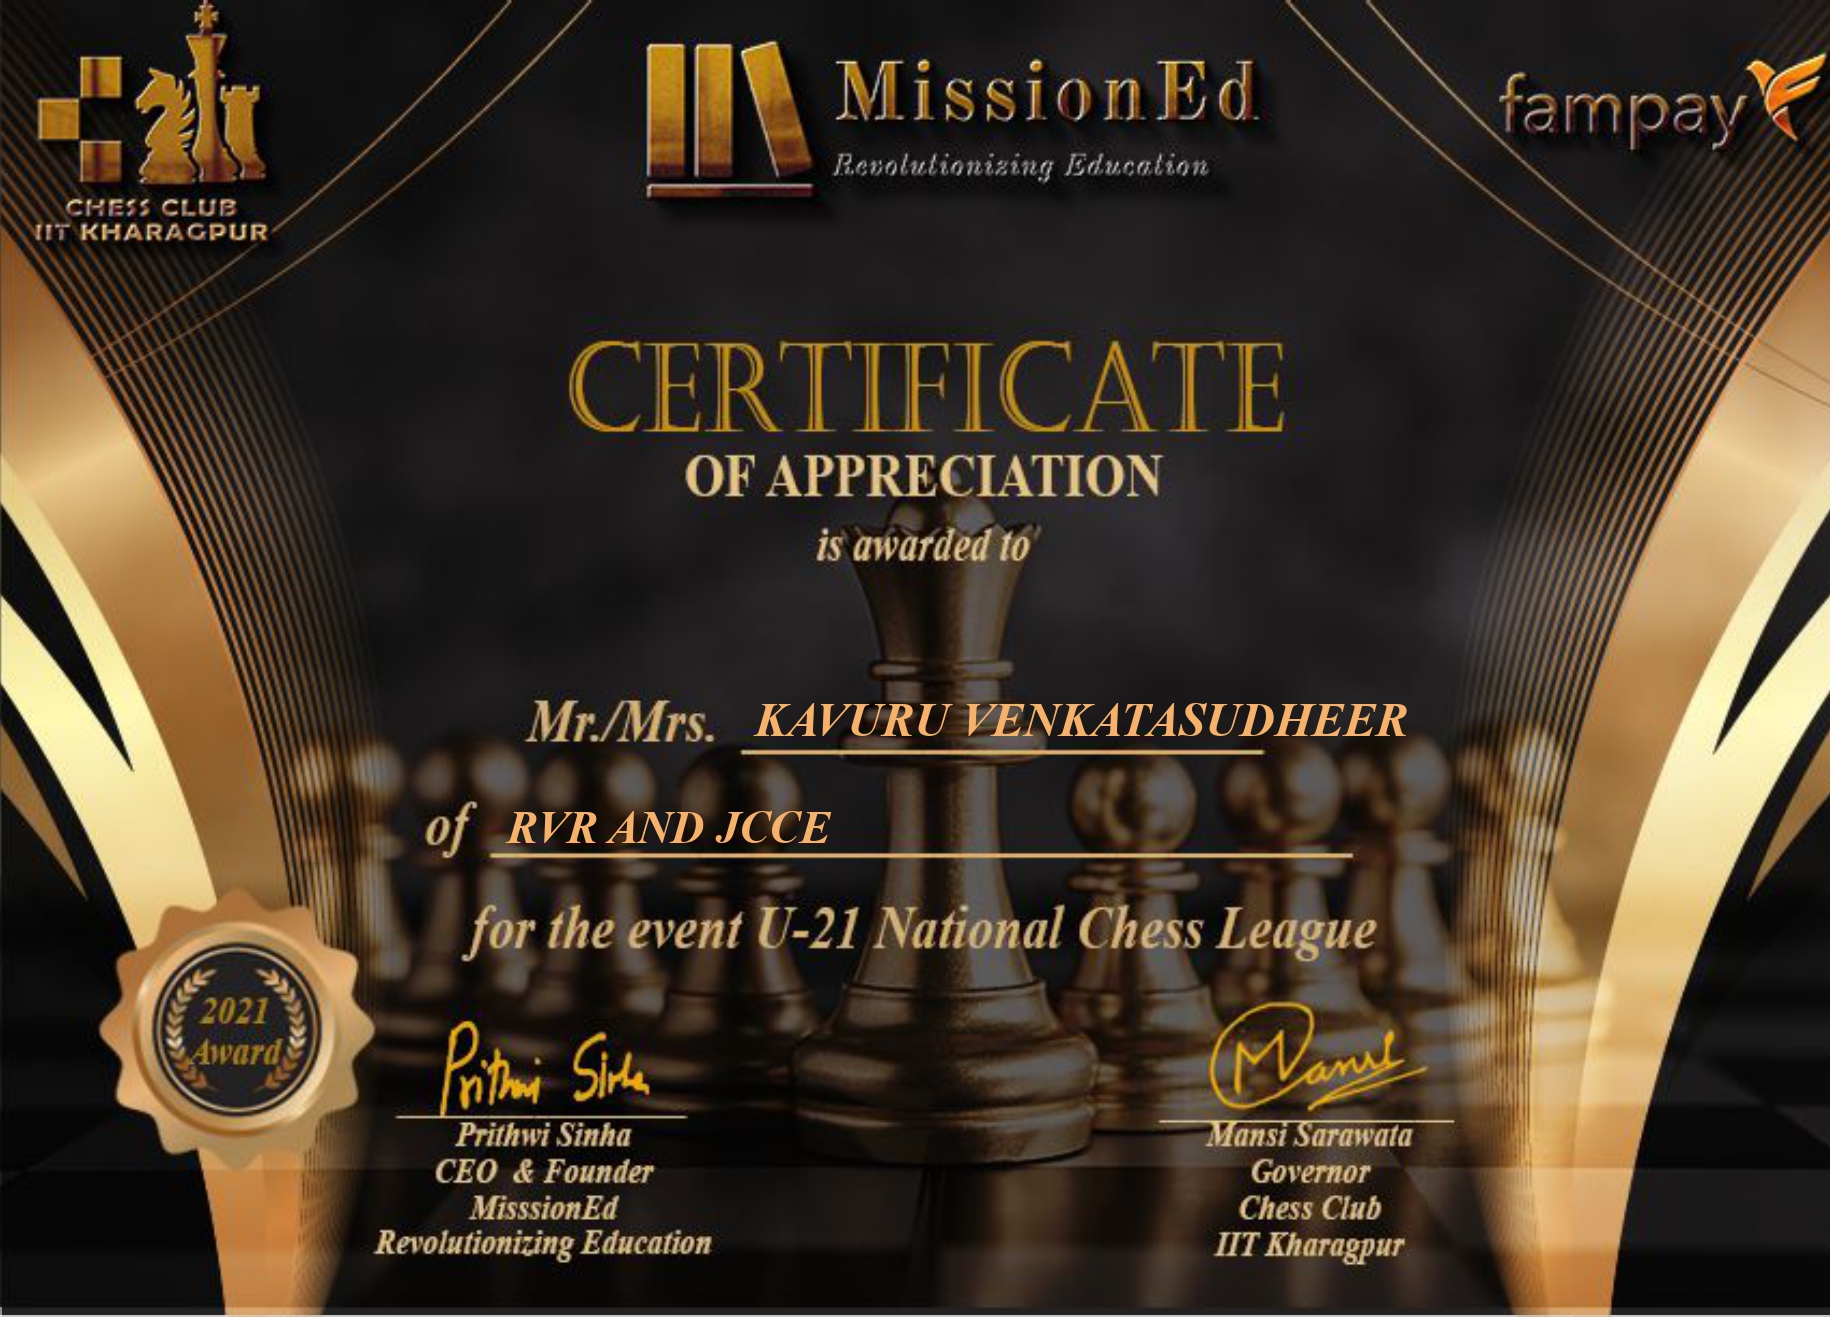 CHESS CLUB
IIT KHARAGPUR
MissionEd
Revolutionizing Education
fampay
CERTIFICATE
OF APPRECIATION
is awarded to
Mr./Mrs. KAVURU VENKATASUDHEER
of RVR AND JCCE
for the event U-21 National Chess League
2021
Award
Prithwi Sinha
Prithwi Sinha
CEO & Founder
MisssionEd
Revolutionizing Education
Mansi
Mansi Sarawata
Governor
Chess Club
IIT Kharagpur